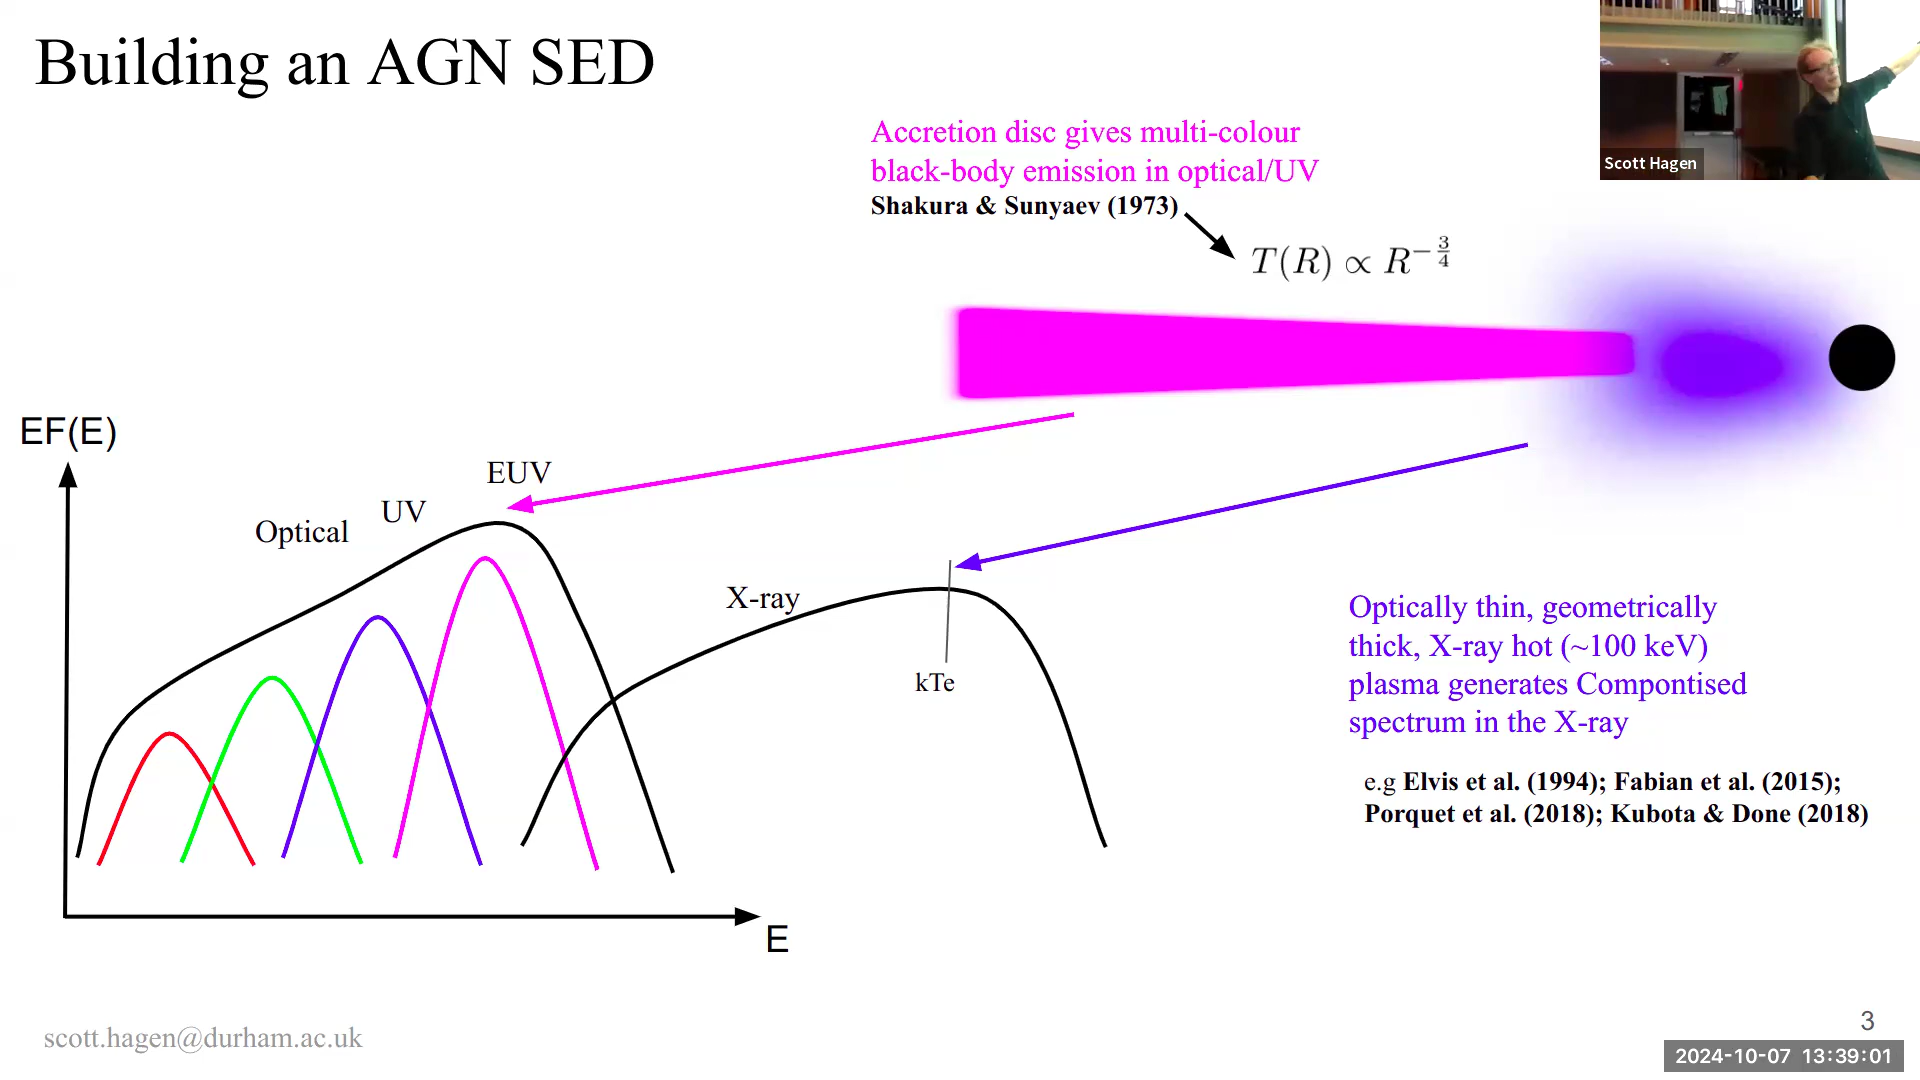 Building an AGN SED
Scott Hagen
Accretion disc gives multi-colour
black-body emission in optical/UV
Shakura & Sunyaev (1973)
T(R) ∝ R^{-3/4}
EF(E)
EUV
UV
Optical
X-ray
kTe
E
Optically thin, geometrically
thick, X-ray hot (~100 keV)
plasma generates Compontised
spectrum in the X-ray
e.g Elvis et al. (1994); Fabian et al. (2015);
Porquet et al. (2018); Kubota & Done (2018)
scott.hagen@durham.ac.uk
3
2024-10-07 13:39:01